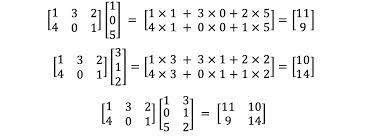 [1 3 2 4 0 1] [1 0 5] = [1 × 1 + 3 × 0 + 2 × 5 4 × 1 + 0 × 0 + 1 × 5] = [11 9]
[1 3 2 4 0 1] [3 1 2] = [1 × 3 + 3 × 1 + 2 × 2 4 × 3 + 0 × 1 + 1 × 2] = [10 14]
[1 3 2 4 0 1] [1 3 0 1 5 2] = [11 10 9 14]